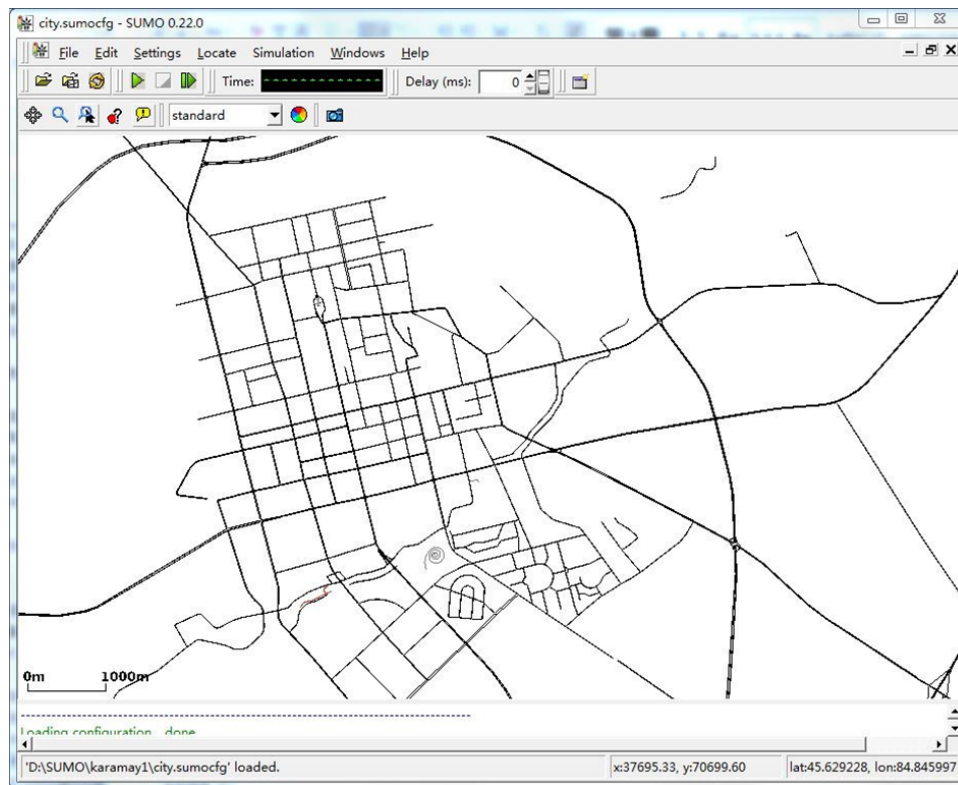 city.sumocfg - SUMO 0.22.0
File Edit Settings Locate Simulation Windows Help
Time: Delay (ms): 0
standard
0m 1000m
Loading configuration done
'D:\SUMO\karamay1\city.sumocfg' loaded. x:37695.33, y:70699.60 lat:45.629228, lon:84.845997